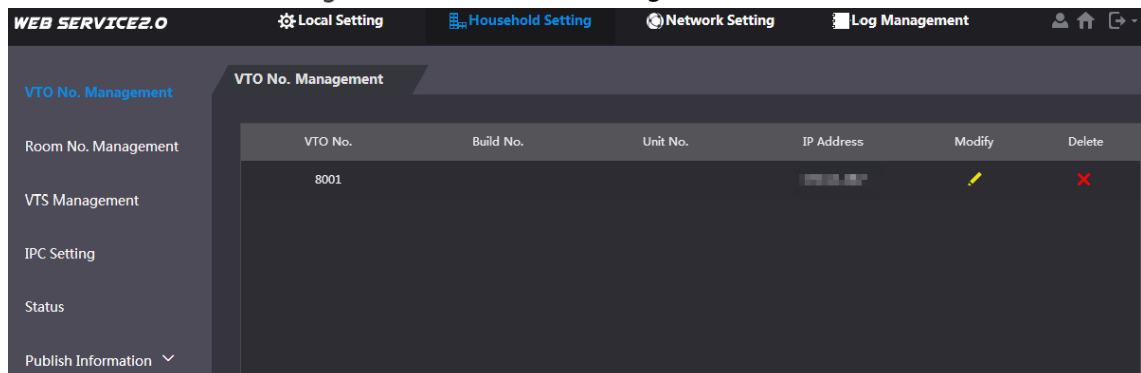 WEB SERVICE2.0 Local Setting Household Setting Network Setting Log Management
VTO No. Management
VTO No. Management
Room No. Management
VTS Management
IPC Setting
Status
Publish Information
VTO No. Build No. Unit No. IP Address Modify Delete
8001